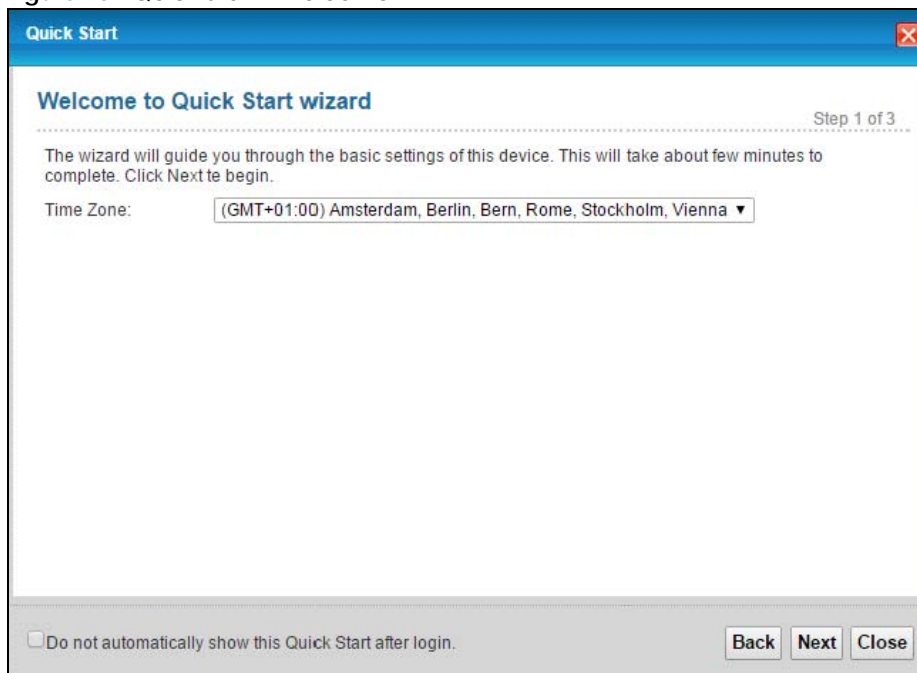 Quick Start
Welcome to Quick Start wizard
Step 1 of 3
The wizard will guide you through the basic settings of this device. This will take about few minutes to
complete. Click Next te begin.
Time Zone: (GMT+01:00) Amsterdam, Berlin, Bern, Rome, Stockholm, Vienna ▼
Do not automatically show this Quick Start after login. Back Next Close